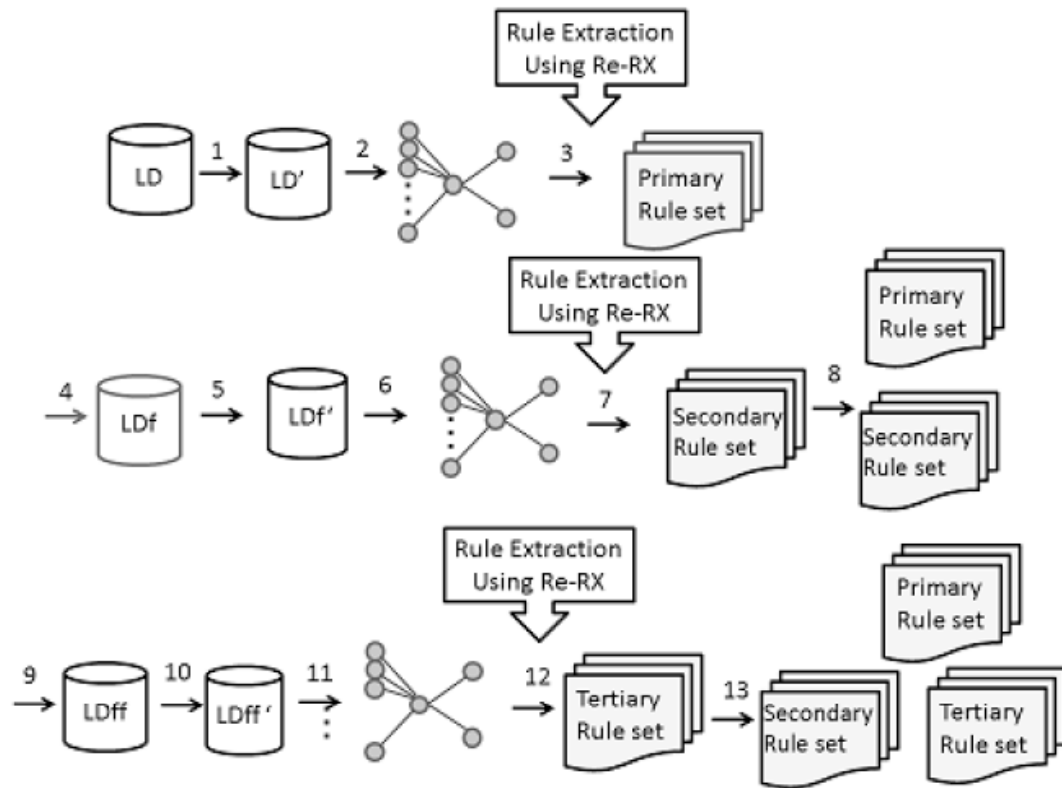 Rule Extraction
Using Re-RX
LD
1
LD'
2
3
Primary
Rule set
Rule Extraction
Using Re-RX
Primary
Rule set
4
LDf
5
LDf'
6
7
Secondary
Rule set
8
Secondary
Rule set
Rule Extraction
Using Re-RX
Primary
Rule set
9
LDff
10
LDff'
11
12
Tertiary
Rule set
13
Secondary
Rule set
Tertiary
Rule set